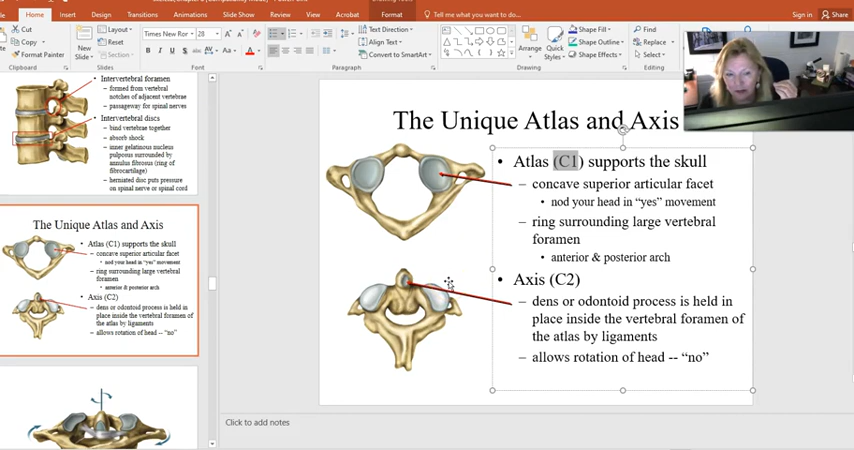 Home Insert Design Transitions Animations Slide Show Review View Acrobat Format Tell me what you want to do... Sign in Share
Cut
Copy
Format Painter
Clipboard
New
Slide
Layout
Reset
Section
Slides
Times New Ror 28
B I U S abc AV Aa A
Font
Paragraph
Text Direction
Align Text
Convert to SmartArt
Drawing
Arrange
Quick
Styles
Shape Fill
Shape Outline
Shape Effects
Find
Replace
Select
Editing
• Intervertebral foramen
– formed from vertebral
notches of adjacent vertebrae
– passageway for spinal nerves
• Intervertebral discs
– bind vertebrae together
– absorb shock
– inner gelatinous nucleus
pulposus surrounded by
annulus fibrosus (ring of
fibrocartilage)
– herniated disc puts pressure
on spinal nerve or spinal cord
The Unique Atlas and Axis
• Atlas (C1) supports the skull
– concave superior articular facet
• nod your head in “yes” movement
– ring surrounding large vertebral
foramen
• anterior & posterior arch
• Axis (C2)
– dens or odontoid process is held in
place inside the vertebral foramen of
the atlas by ligaments
– allows rotation of head -- “no”
The Unique Atlas and Axis
• Atlas (C1) supports the skull
– concave superior articular facet
• nod your head in “yes” movement
– ring surrounding large vertebral
foramen
• anterior & posterior arch
• Axis (C2)
– dens or odontoid process is held in
place inside the vertebral foramen of
the atlas by ligaments
– allows rotation of head -- “no”
Click to add notes